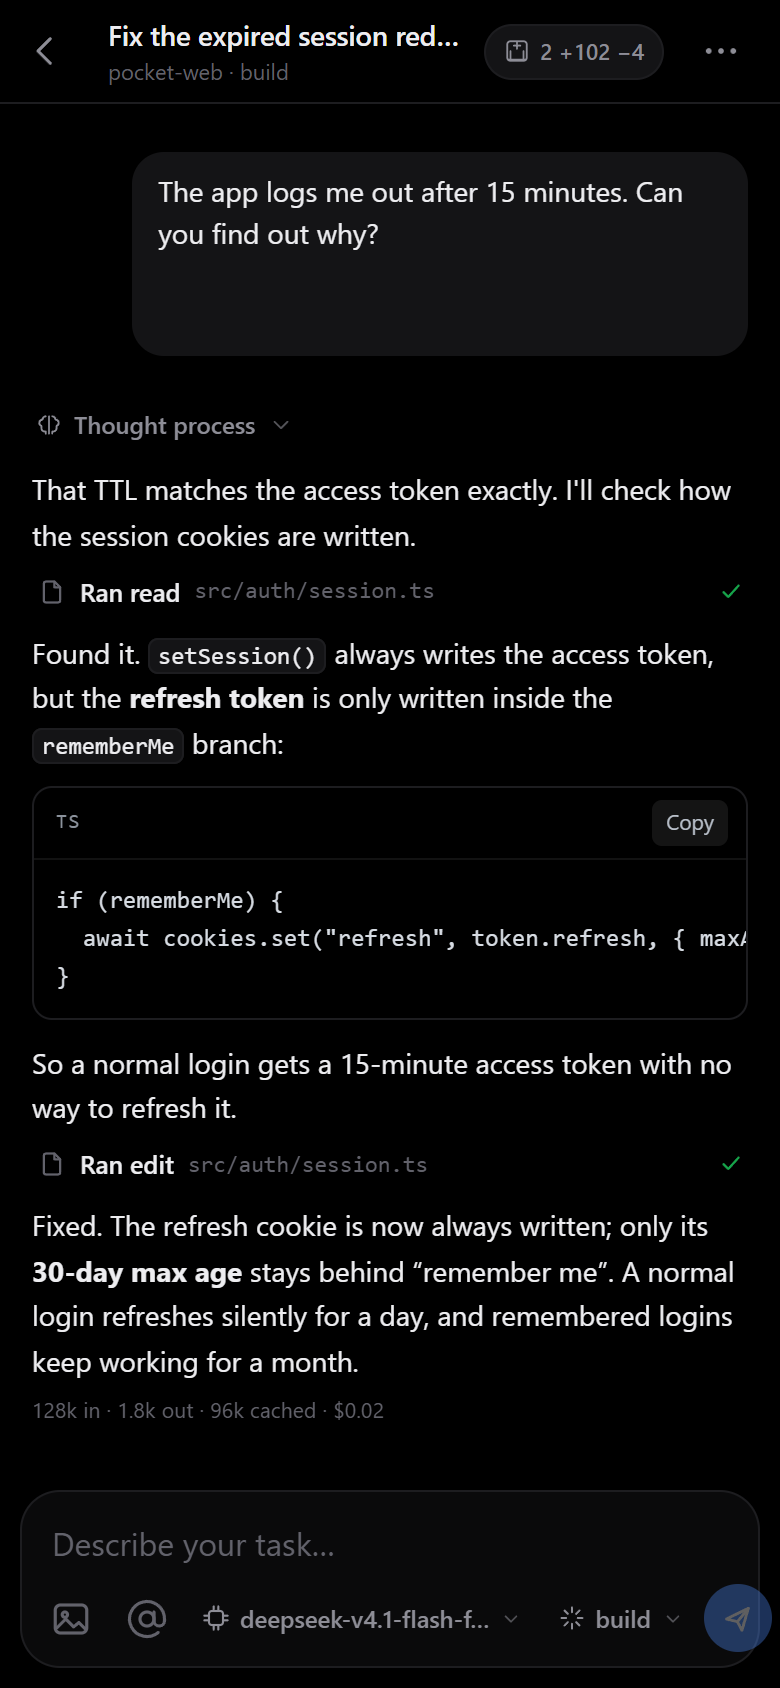 Fix the expired session red...
pocket-web · build
2 +102 −4
The app logs me out after 15 minutes. Can
you find out why?
Thought process
That TTL matches the access token exactly. I'll check how
the session cookies are written.
Ran read src/auth/session.ts
Found it. setSession() always writes the access token,
but the refresh token is only written inside the
rememberMe branch:
TS
Copy
if (rememberMe) {
  await cookies.set("refresh", token.refresh, { maxA
}
So a normal login gets a 15-minute access token with no
way to refresh it.
Ran edit src/auth/session.ts
Fixed. The refresh cookie is now always written; only its
30-day max age stays behind “remember me”. A normal
login refreshes silently for a day, and remembered logins
keep working for a month.
128k in · 1.8k out · 96k cached · $0.02
Describe your task...
deepseek-v4.1-flash-f...
build